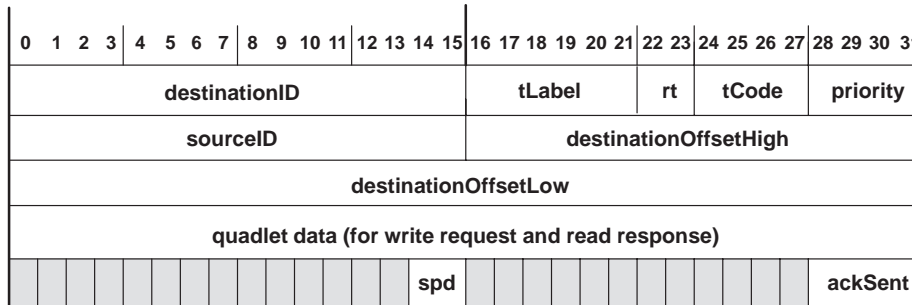 0 1 2 3 4 5 6 7 8 9 10 11 12 13 14 15 16 17 18 19 20 21 22 23 24 25 26 27 28 29 30 31
destinationID tLabel rt tCode priority
sourceID destinationOffsetHigh
destinationOffsetLow
quadlet data (for write request and read response)
spd ackSent